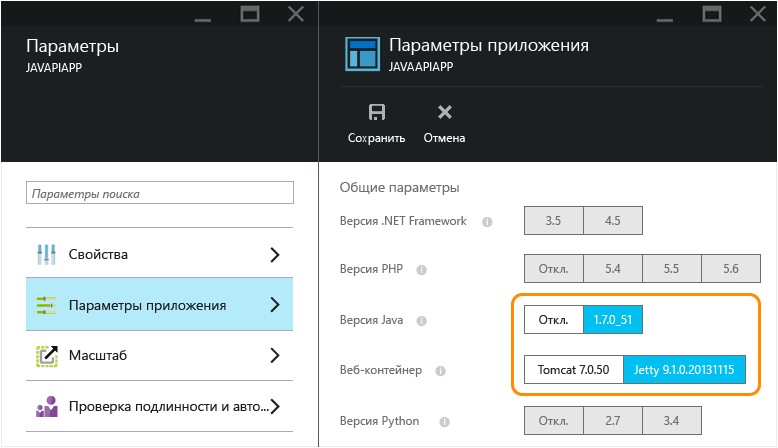 Параметры
JAVAPIAPP
Параметры поиска
Свойства
Параметры приложения
Масштаб
Проверка подлинности и авто...
Параметры приложения
JAVAAPIAPP
Сохранить Отмена
Общие параметры
Версия .NET Framework 3.5 4.5
Версия PHP Откл. 5.4 5.5 5.6
Версия Java Откл. 1.7.0_51
Веб-контейнер Tomcat 7.0.50 Jetty 9.1.0.20131115
Версия Python Откл. 2.7 3.4